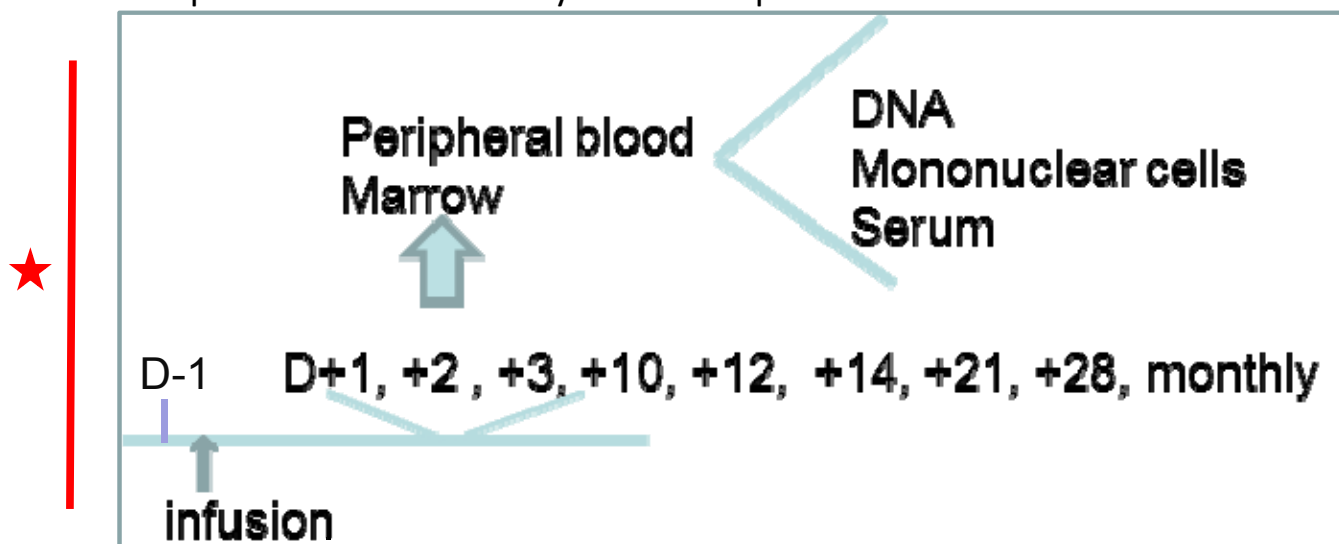 Peripheral blood
Marrow
DNA
Mononuclear cells
Serum
D-1
D+1, +2 , +3, +10, +12, +14, +21, +28, monthly
infusion